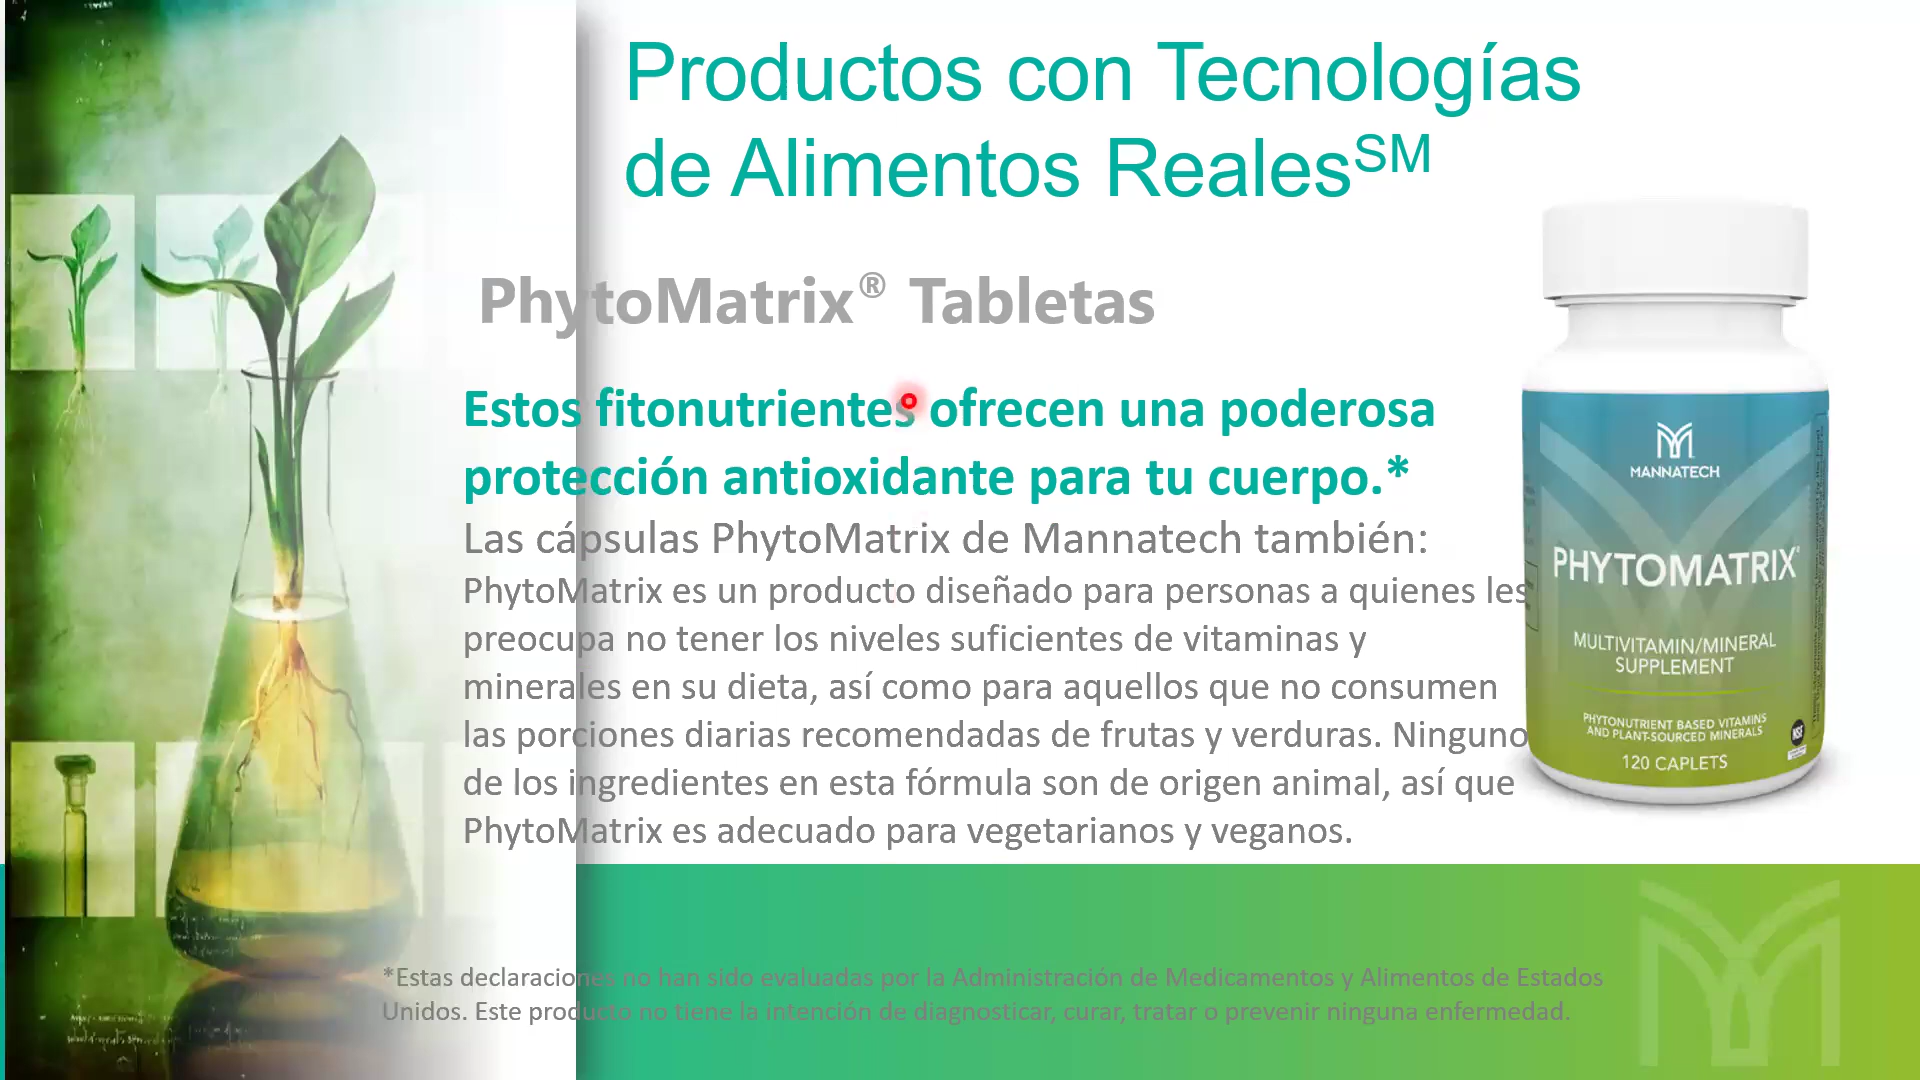 Productos con Tecnologías
de Alimentos RealesSM
PhytoMatrix® Tabletas
Estos fitonutrientes ofrecen una poderosa
protección antioxidante para tu cuerpo.*
Las cápsulas PhytoMatrix de Mannatech también:
PhytoMatrix es un producto diseñado para personas a quienes les
preocupa no tener los niveles suficientes de vitaminas y
minerales en su dieta, así como para aquellos que no consumen
las porciones diarias recomendadas de frutas y verduras. Ninguno
de los ingredientes en esta fórmula son de origen animal, así que
PhytoMatrix es adecuado para vegetarianos y veganos.
MANNATECH
PHYTOMATRIX®
MULTIVITAMIN/MINERAL
SUPPLEMENT
PHYTONUTRIENT BASED VITAMINS
AND PLANT-SOURCED MINERALS
120 CAPLETS
NSF
*Estas declaraciones no han sido evaluadas por la Administración de Medicamentos y Alimentos de Estados
Unidos. Este producto no tiene la intención de diagnosticar, curar, tratar o prevenir ninguna enfermedad.